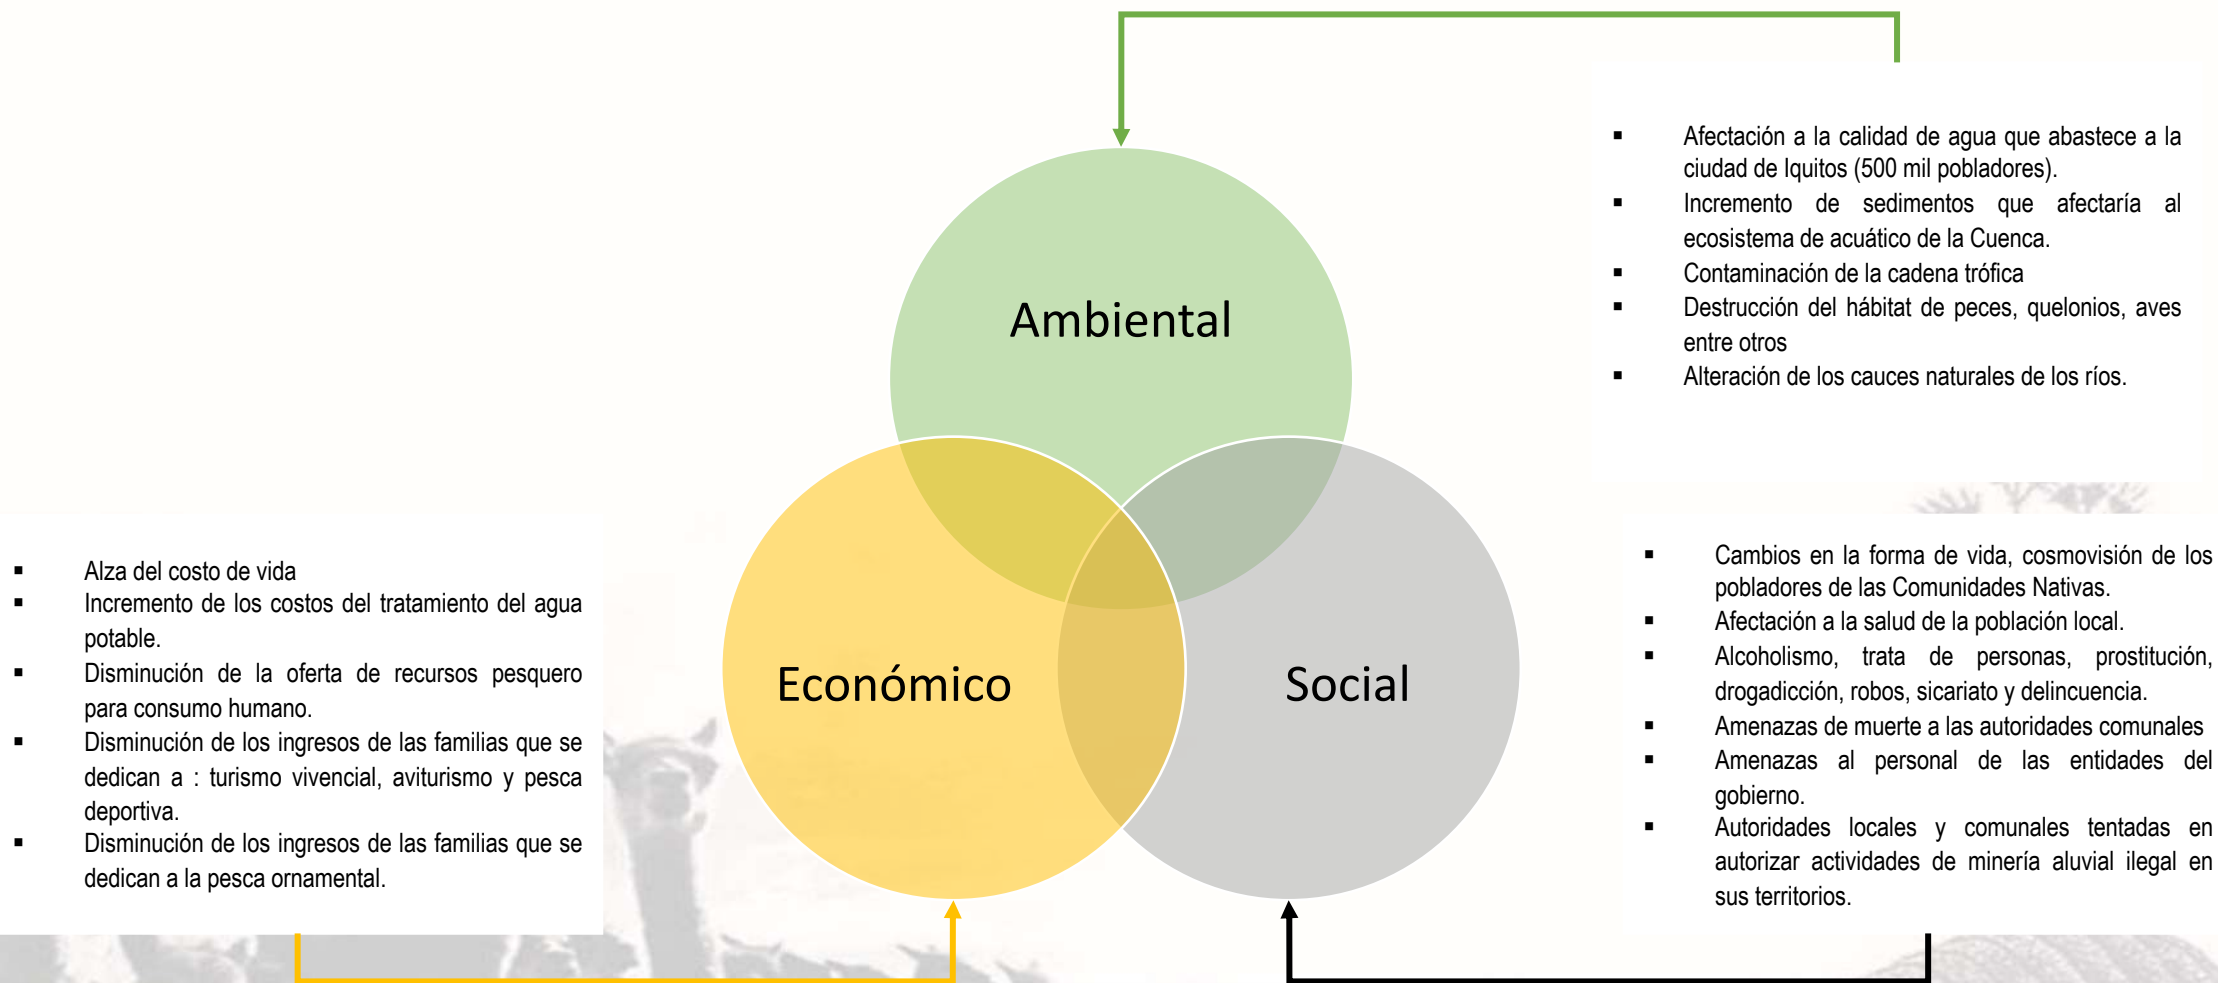 Ambiental
▪ Afectación a la calidad de agua que abastece a la
ciudad de Iquitos (500 mil pobladores).
▪ Incremento de sedimentos que afectaría al
ecosistema de acuático de la Cuenca.
▪ Contaminación de la cadena trófica
▪ Destrucción del hábitat de peces, quelonios, aves
entre otros
▪ Alteración de los cauces naturales de los ríos.
Económico
▪ Alza del costo de vida
▪ Incremento de los costos del tratamiento del agua
potable.
▪ Disminución de la oferta de recursos pesquero
para consumo humano.
▪ Disminución de los ingresos de las familias que se
dedican a : turismo vivencial, aviturismo y pesca
deportiva.
▪ Disminución de los ingresos de las familias que se
dedican a la pesca ornamental.
Social
▪ Cambios en la forma de vida, cosmovisión de los
pobladores de las Comunidades Nativas.
▪ Afectación a la salud de la población local.
▪ Alcoholismo, trata de personas, prostitución,
drogadicción, robos, sicariato y delincuencia.
▪ Amenazas de muerte a las autoridades comunales
▪ Amenazas al personal de las entidades del
gobierno.
▪ Autoridades locales y comunales tentadas en
autorizar actividades de minería aluvial ilegal en
sus territorios.